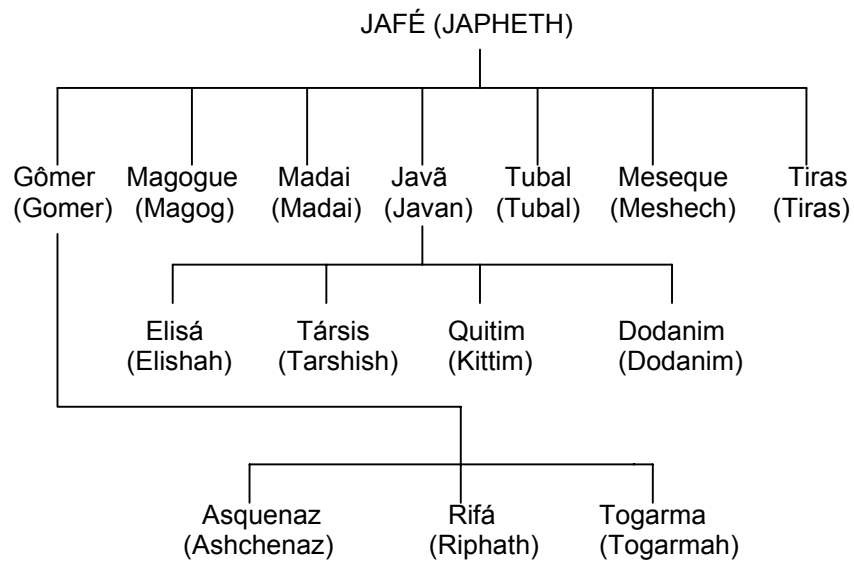 JAFÉ (JAPHETH)
Gômer Magogue Madai Javã Tubal Meseque Tiras
(Gomer) (Magog) (Madai) (Javan) (Tubal) (Meshech) (Tiras)
Elisá Társis Quitim Dodanim
(Elishah) (Tarshish) (Kittim) (Dodanim)
Asquenaz Rifá Togarma
(Ashchenaz) (Riphath) (Togarmah)